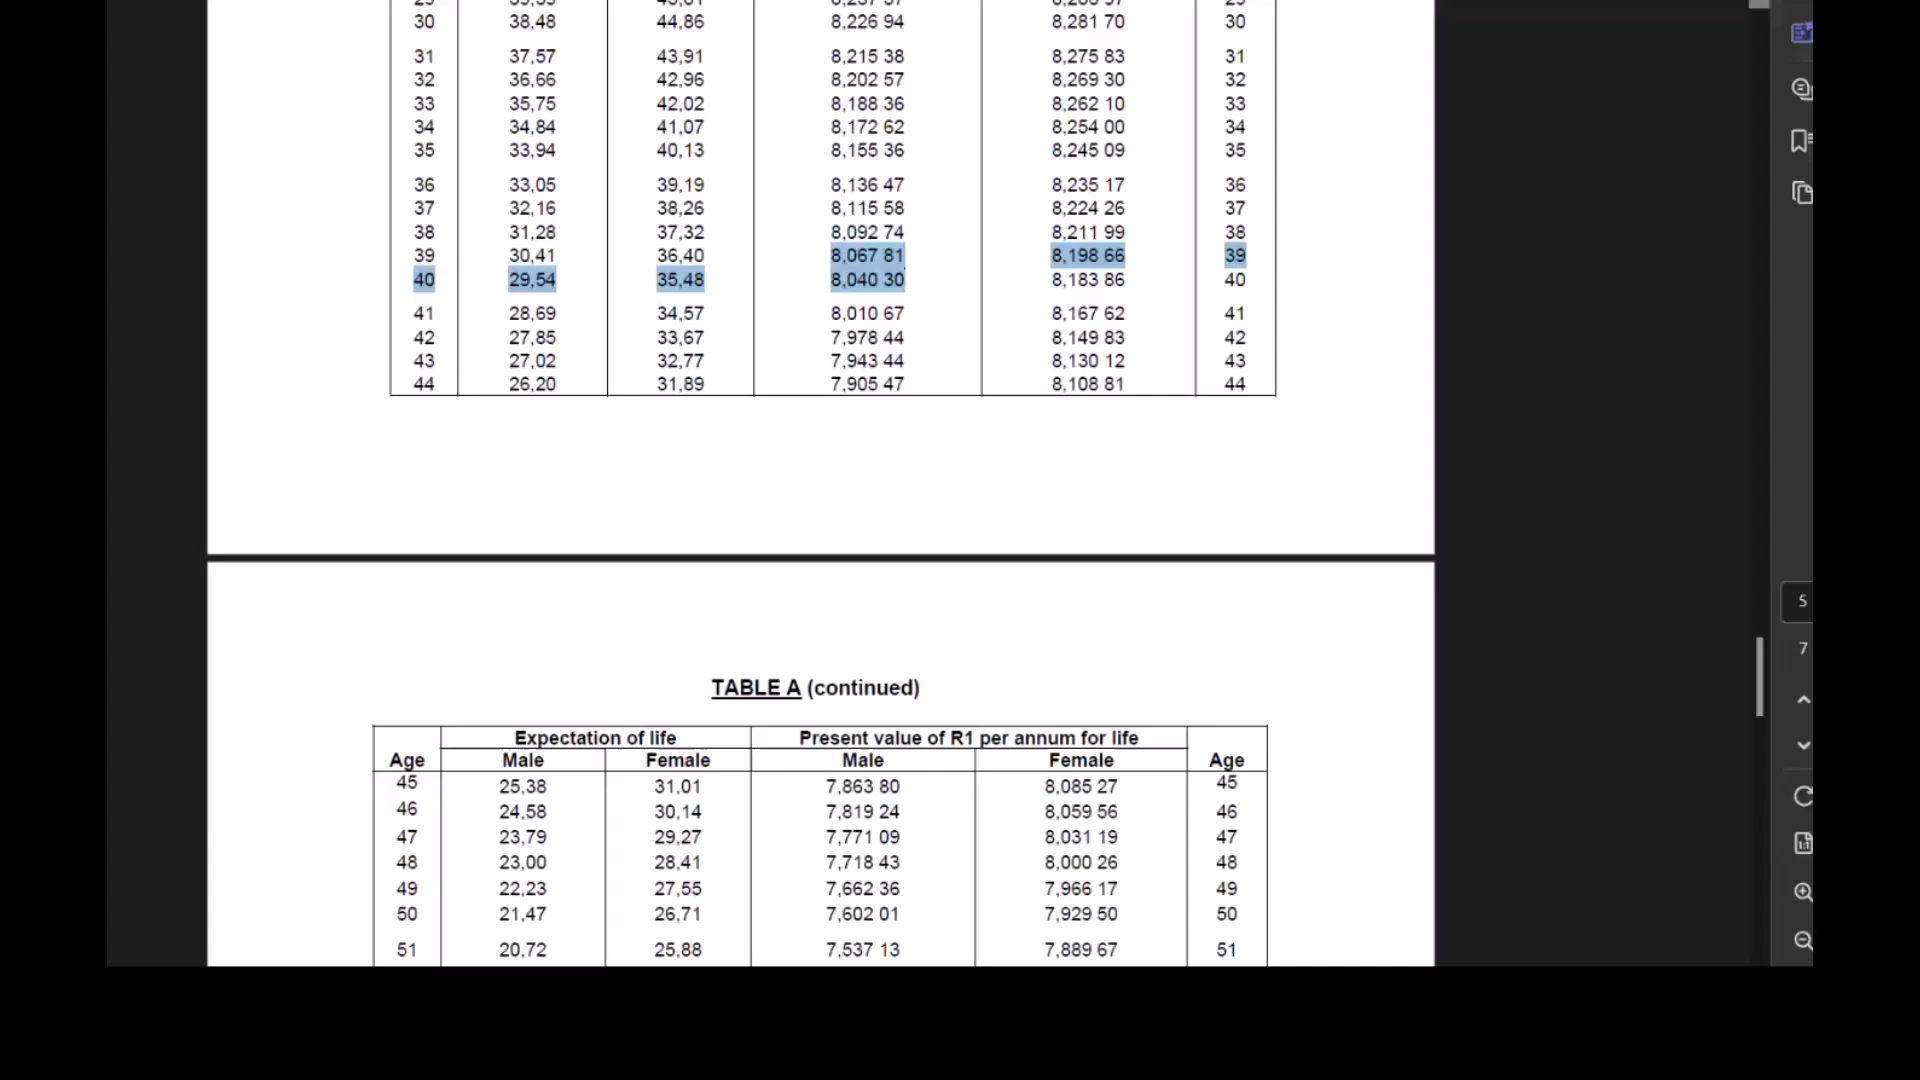 30 38,48 44,86 8,226 94 8,281 70 30
31 37,57 43,91 8,215 38 8,275 83 31
32 36,66 42,96 8,202 57 8,269 30 32
33 35,75 42,02 8,188 36 8,262 10 33
34 34,84 41,07 8,172 62 8,254 00 34
35 33,94 40,13 8,155 36 8,245 09 35
36 33,05 39,19 8,136 47 8,235 17 36
37 32,16 38,26 8,115 58 8,224 26 37
38 31,28 37,32 8,092 74 8,211 99 38
39 30,41 36,40 8,067 81 8,198 66 39
40 29,54 35,48 8,040 30 8,183 86 40
41 28,69 34,57 8,010 67 8,167 62 41
42 27,85 33,67 7,978 44 8,149 83 42
43 27,02 32,77 7,943 44 8,130 12 43
44 26,20 31,89 7,905 47 8,108 81 44
TABLE A (continued)
Expectation of life Present value of R1 per annum for life
Age Male Female Male Female Age
45 25,38 31,01 7,863 80 8,085 27 45
46 24,58 30,14 7,819 24 8,059 56 46
47 23,79 29,27 7,771 09 8,031 19 47
48 23,00 28,41 7,718 43 8,000 26 48
49 22,23 27,55 7,662 36 7,966 17 49
50 21,47 26,71 7,602 01 7,929 50 50
51 20,72 25,88 7,537 13 7,889 67 51
5
7